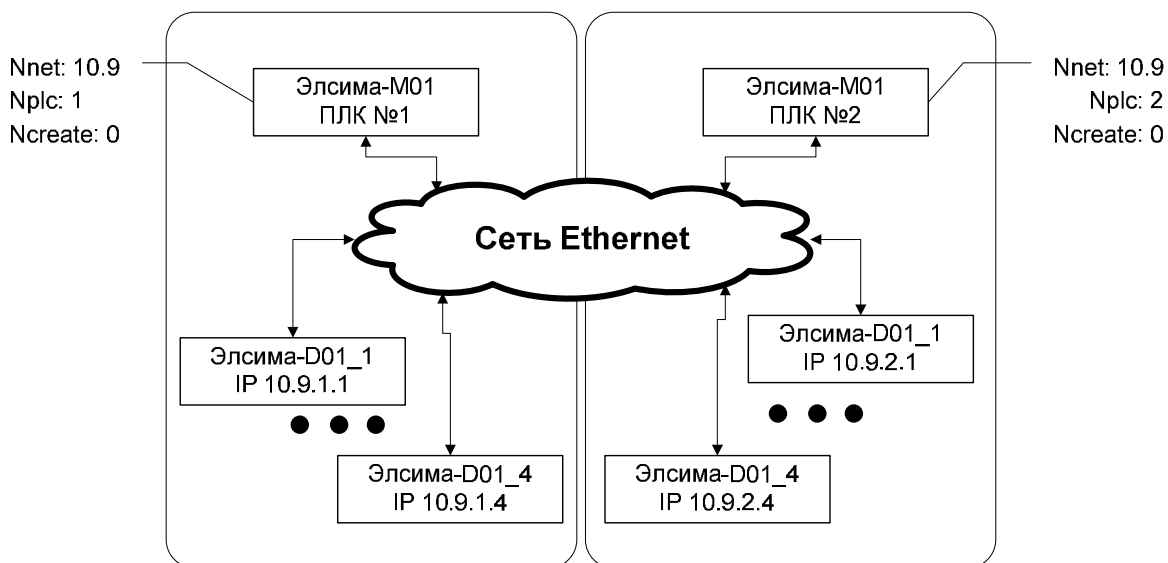 Nnet: 10.9
Nplc: 1
Ncreate: 0
Элсима-M01
ПЛК №1
Элсима-M01
ПЛК №2
Nnet: 10.9
Nplc: 2
Ncreate: 0
Сеть Ethernet
Элсима-D01_1
IP 10.9.1.1
Элсима-D01_1
IP 10.9.2.1
Элсима-D01_4
IP 10.9.1.4
Элсима-D01_4
IP 10.9.2.4